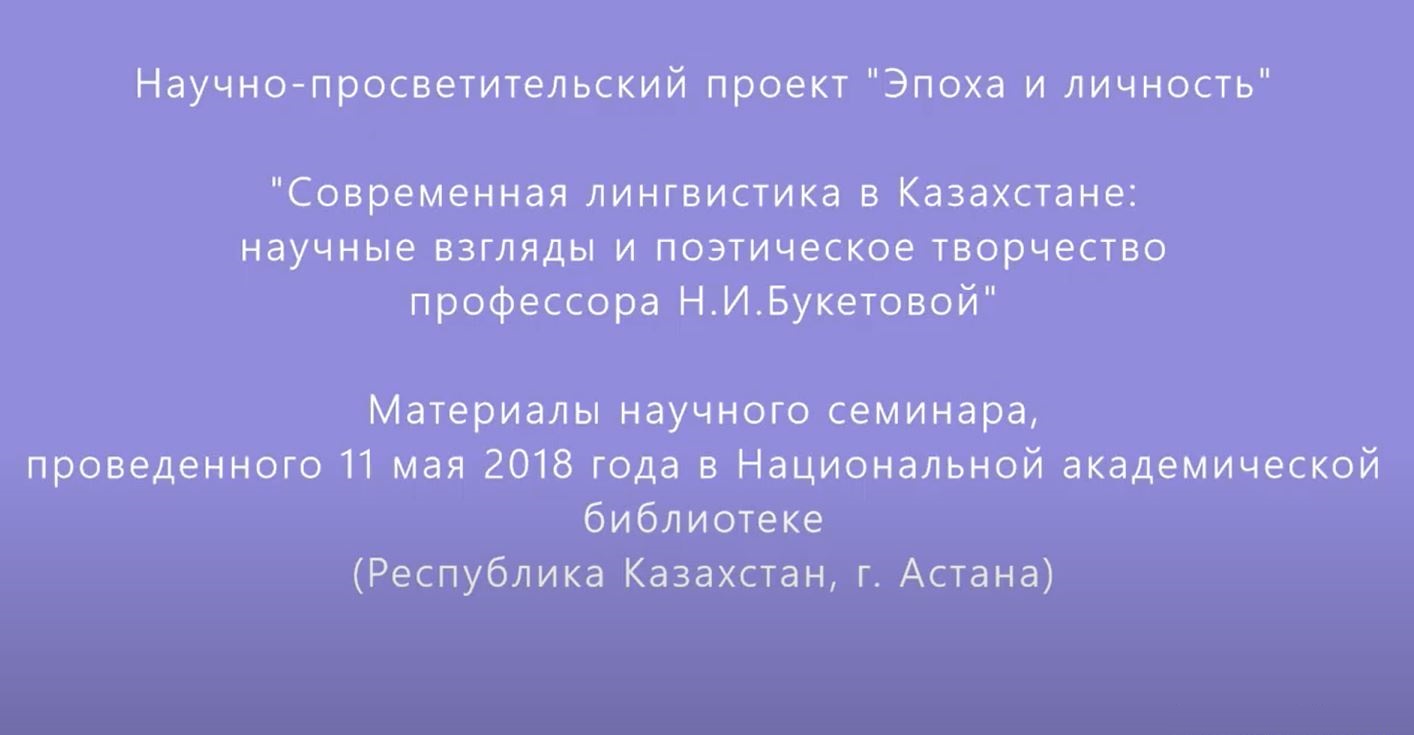 Научно-просветительский проект "Эпоха и личность"
"Современная лингвистика в Казахстане:
научные взгляды и поэтическое творчество
профессора Н.И.Букетовой"
Материалы научного семинара,
проведенного 11 мая 2018 года в Национальной академической
библиотеке
(Республика Казахстан, г. Астана)